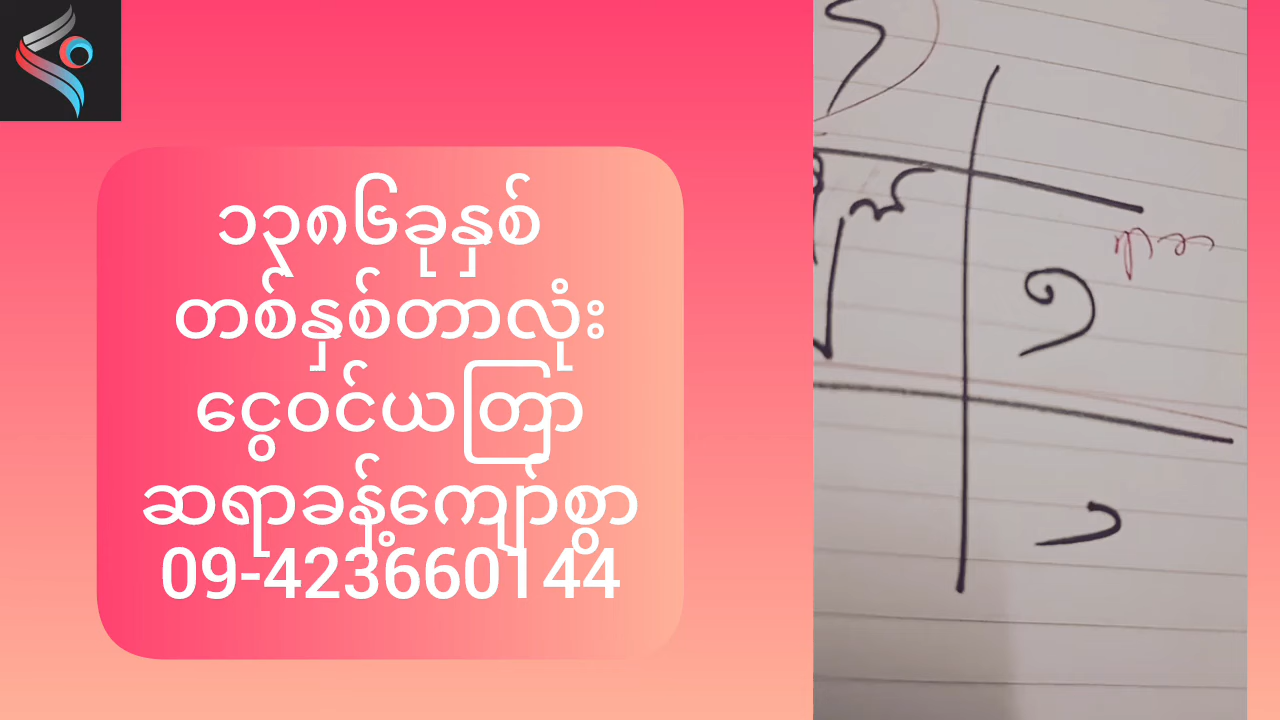 ၁၃၈၆ခုနှစ်
တစ်နှစ်တာလုံး
ငွေဝင်ယတြာ
ဆရာခန့်ကျော်စွာ
09-423660144
၅